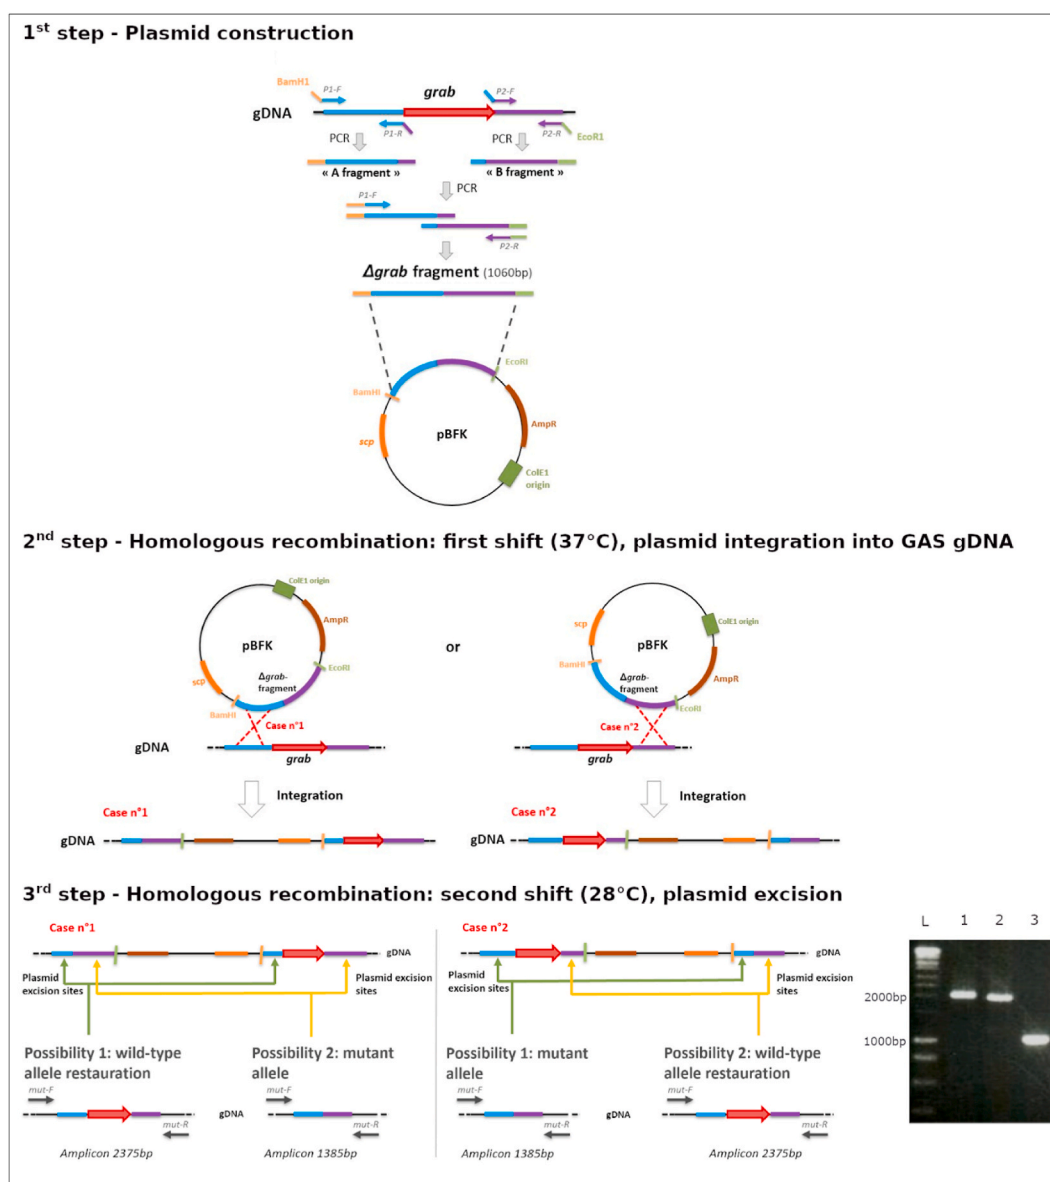 1st step - Plasmid construction
BamH1
P1-F
grab
P2-F
gDNA
P1-R
P2-R
EcoR1
PCR
PCR
« A fragment »
« B fragment »
PCR
P1-F
P2-R
Δgrab fragment (1060bp)
EcoRI
BamHI
pBFK
AmpR
scp
ColE1
origin
2nd step - Homologous recombination: first shift (37°C), plasmid integration into GAS gDNA
ColE1 origin
AmpR
pBFK
EcoRI
scp
Δgrab-
fragment
BamHI
Case n°1
or
scp
ColE1 origin
pBFK
BamHI
Δgrab-
fragment
AmpR
EcoRI
Case n°2
gDNA
grab
grab
Integration
Integration
Case n°1
gDNA
Case n°2
gDNA
3rd step - Homologous recombination: second shift (28°C), plasmid excision
Case n°1
gDNA
Plasmid
excision sites
Plasmid excision
sites
Possibility 1: wild-type
allele restauration
Possibility 2: mutant
allele
mut-F
mut-F
gDNA
mut-R
mut-R
Amplicon 2375bp
Amplicon 1385bp
Case n°2
gDNA
Plasmid
excision sites
Plasmid excision
sites
Possibility 1: mutant
allele
Possibility 2: wild-type
allele restauration
mut-F
mut-F
gDNA
mut-R
mut-R
Amplicon 1385bp
Amplicon 2375bp
L 1 2 3
2000bp
1000bp